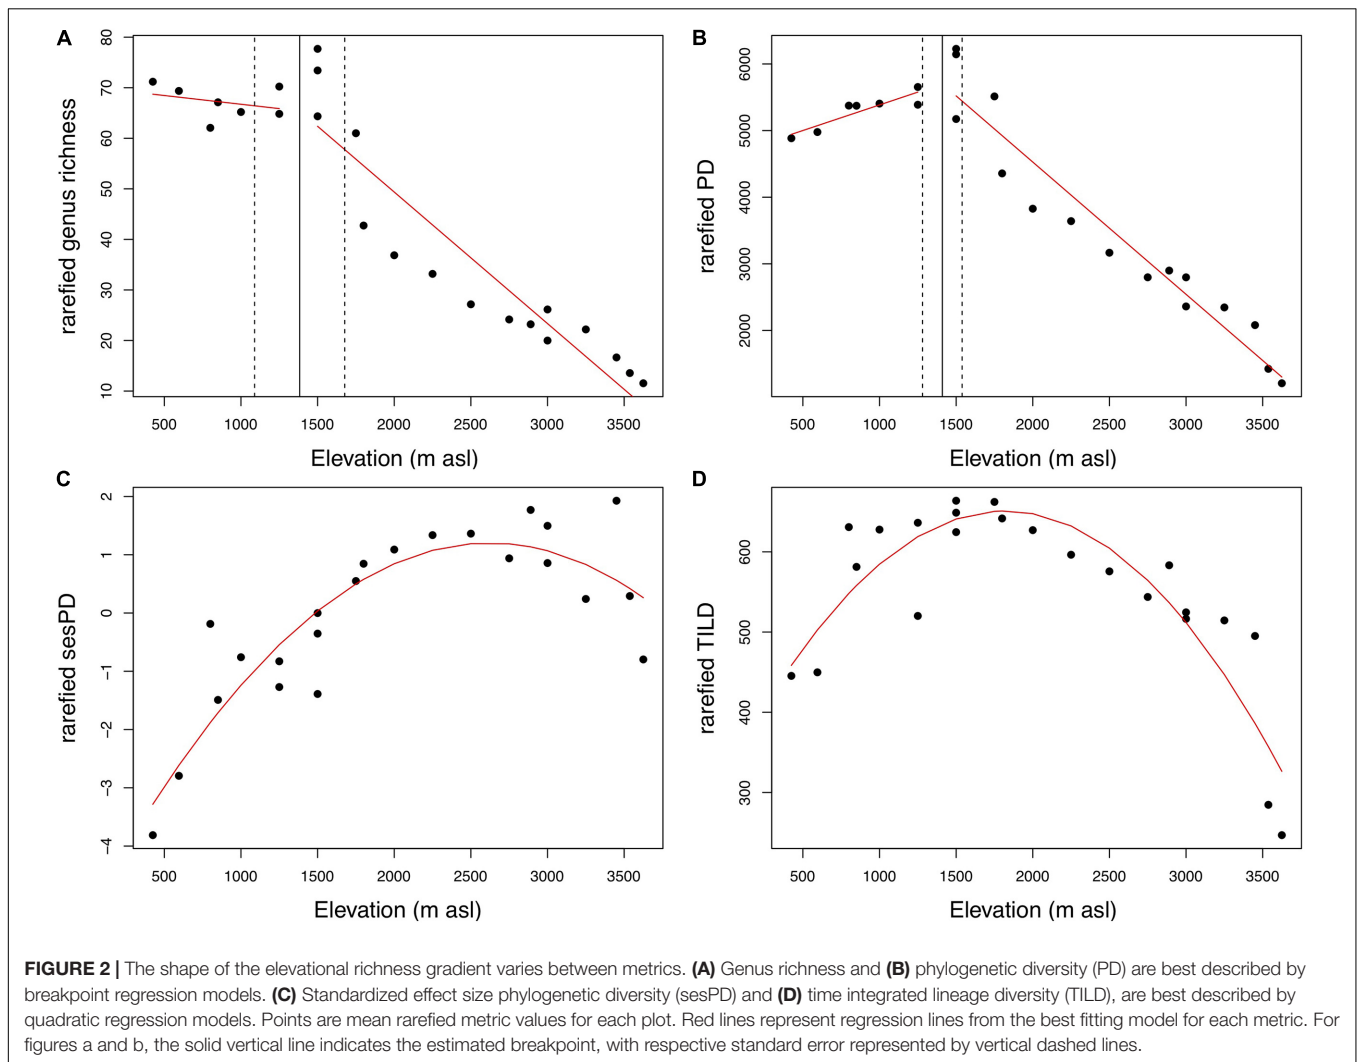 A
80
70
60
50
40
30
20
10
rarefied genus richness
500 1000 1500 2000 2500 3000 3500
Elevation (m asl)
B
6000
5000
4000
3000
2000
rarefied PD
500 1000 1500 2000 2500 3000 3500
Elevation (m asl)
C
2
1
0
−1
−2
−3
−4
rarefied sesPD
500 1000 1500 2000 2500 3000 3500
Elevation (m asl)
D
600
500
400
300
rarefied TILD
500 1000 1500 2000 2500 3000 3500
Elevation (m asl)
FIGURE 2 | The shape of the elevational richness gradient varies between metrics. (A) Genus richness and (B) phylogenetic diversity (PD) are best described by
breakpoint regression models. (C) Standardized effect size phylogenetic diversity (sesPD) and (D) time integrated lineage diversity (TILD), are best described by
quadratic regression models. Points are mean rarefied metric values for each plot. Red lines represent regression lines from the best fitting model for each metric. For
figures a and b, the solid vertical line indicates the estimated breakpoint, with respective standard error represented by vertical dashed lines.